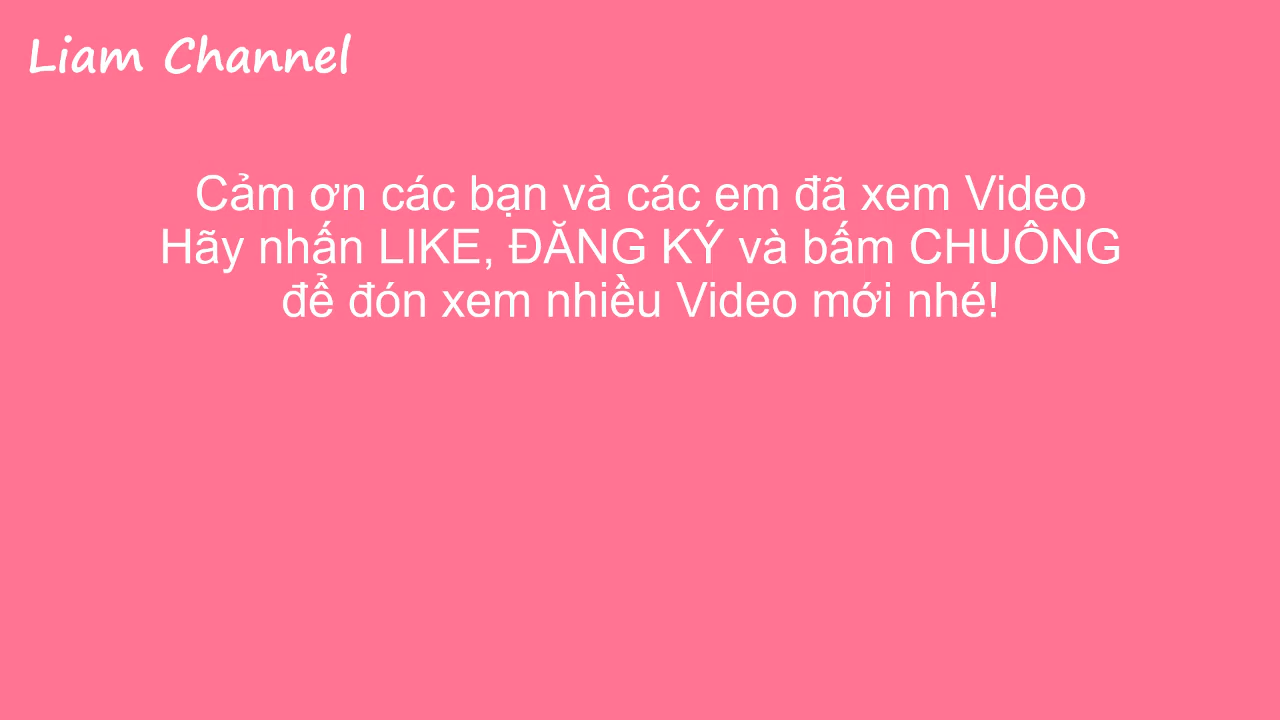 Liam Channel
Cảm ơn các bạn và các em đã xem Video
Hãy nhấn LIKE, ĐĂNG KÝ và bấm CHUÔNG
để đón xem nhiều Video mới nhé!